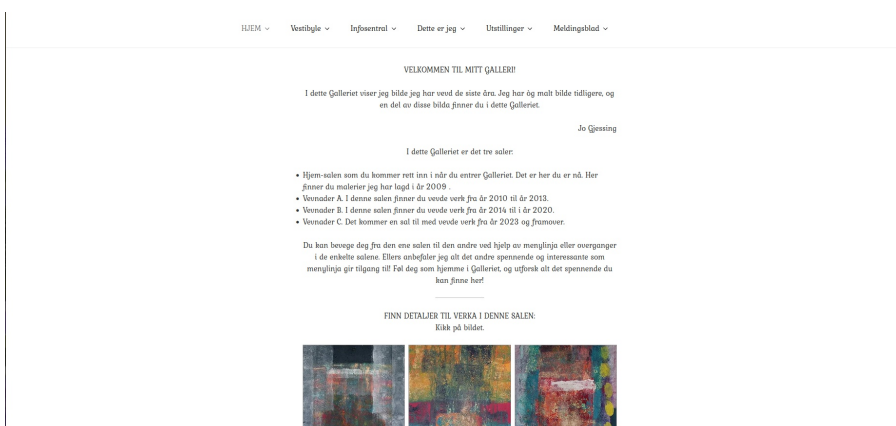 HJEM Vestibyle Infosentral Dette er jeg Utstillinger Meldingsblad
VELKOMMEN TIL MITT GALLERI!
I dette Galleriet viser jeg bilde jeg har vevd de siste åra. Jeg har òg malt bilde tidligere, og
en del av disse bilda finner du i dette Galleriet.
Jo Gjessing
I dette Galleriet er det tre saler:
• Hjem-salen som du kommer rett inn i når du entrer Galleriet. Det er her du er nå. Her
finner du malerier jeg har lagd i år 2009 .
• Vevnader A. I denne salen finner du vevde verk fra år 2010 til år 2013.
• Vevnader B. I denne salen finner du vevde verk fra år 2014 til i år 2020.
• Vevnader C. Det kommer en sal til med vevde verk fra år 2023 og framover.
Du kan bevege deg fra den ene salen til den andre ved hjelp av menylinja eller overganger
i de enkelte salene. Ellers anbefaler jeg alt det andre spennende og interessante som
menylinja gir tilgang til! Føl deg som hjemme i Galleriet, og utforsk alt det spennende du
kan finne her!
FINN DETALJER TIL VERKA I DENNE SALEN:
Kikk på bildet.